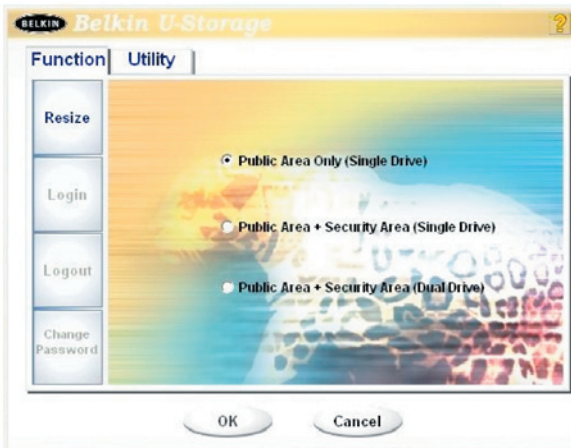 BELKIN Belkin U-Storage ?
Function Utility
Resize
Login
Logout
Change
Password
Public Area Only (Single Drive)
Public Area + Security Area (Single Drive)
Public Area + Security Area (Dual Drive)
OK Cancel